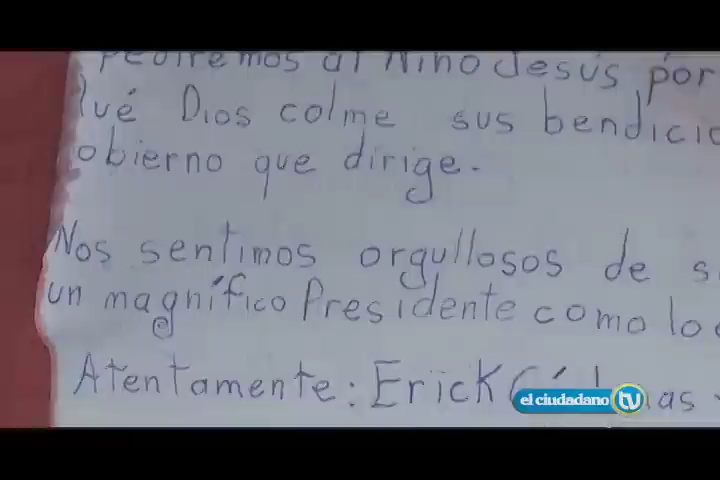 pediremos al Niño Jesús, por
qué Dios colme sus bendicio
obierno que dirige.
Nos sentimos orgullosos de s
un magnífico Presidente como lo
Atentamente: Erick
el ciudadano tv